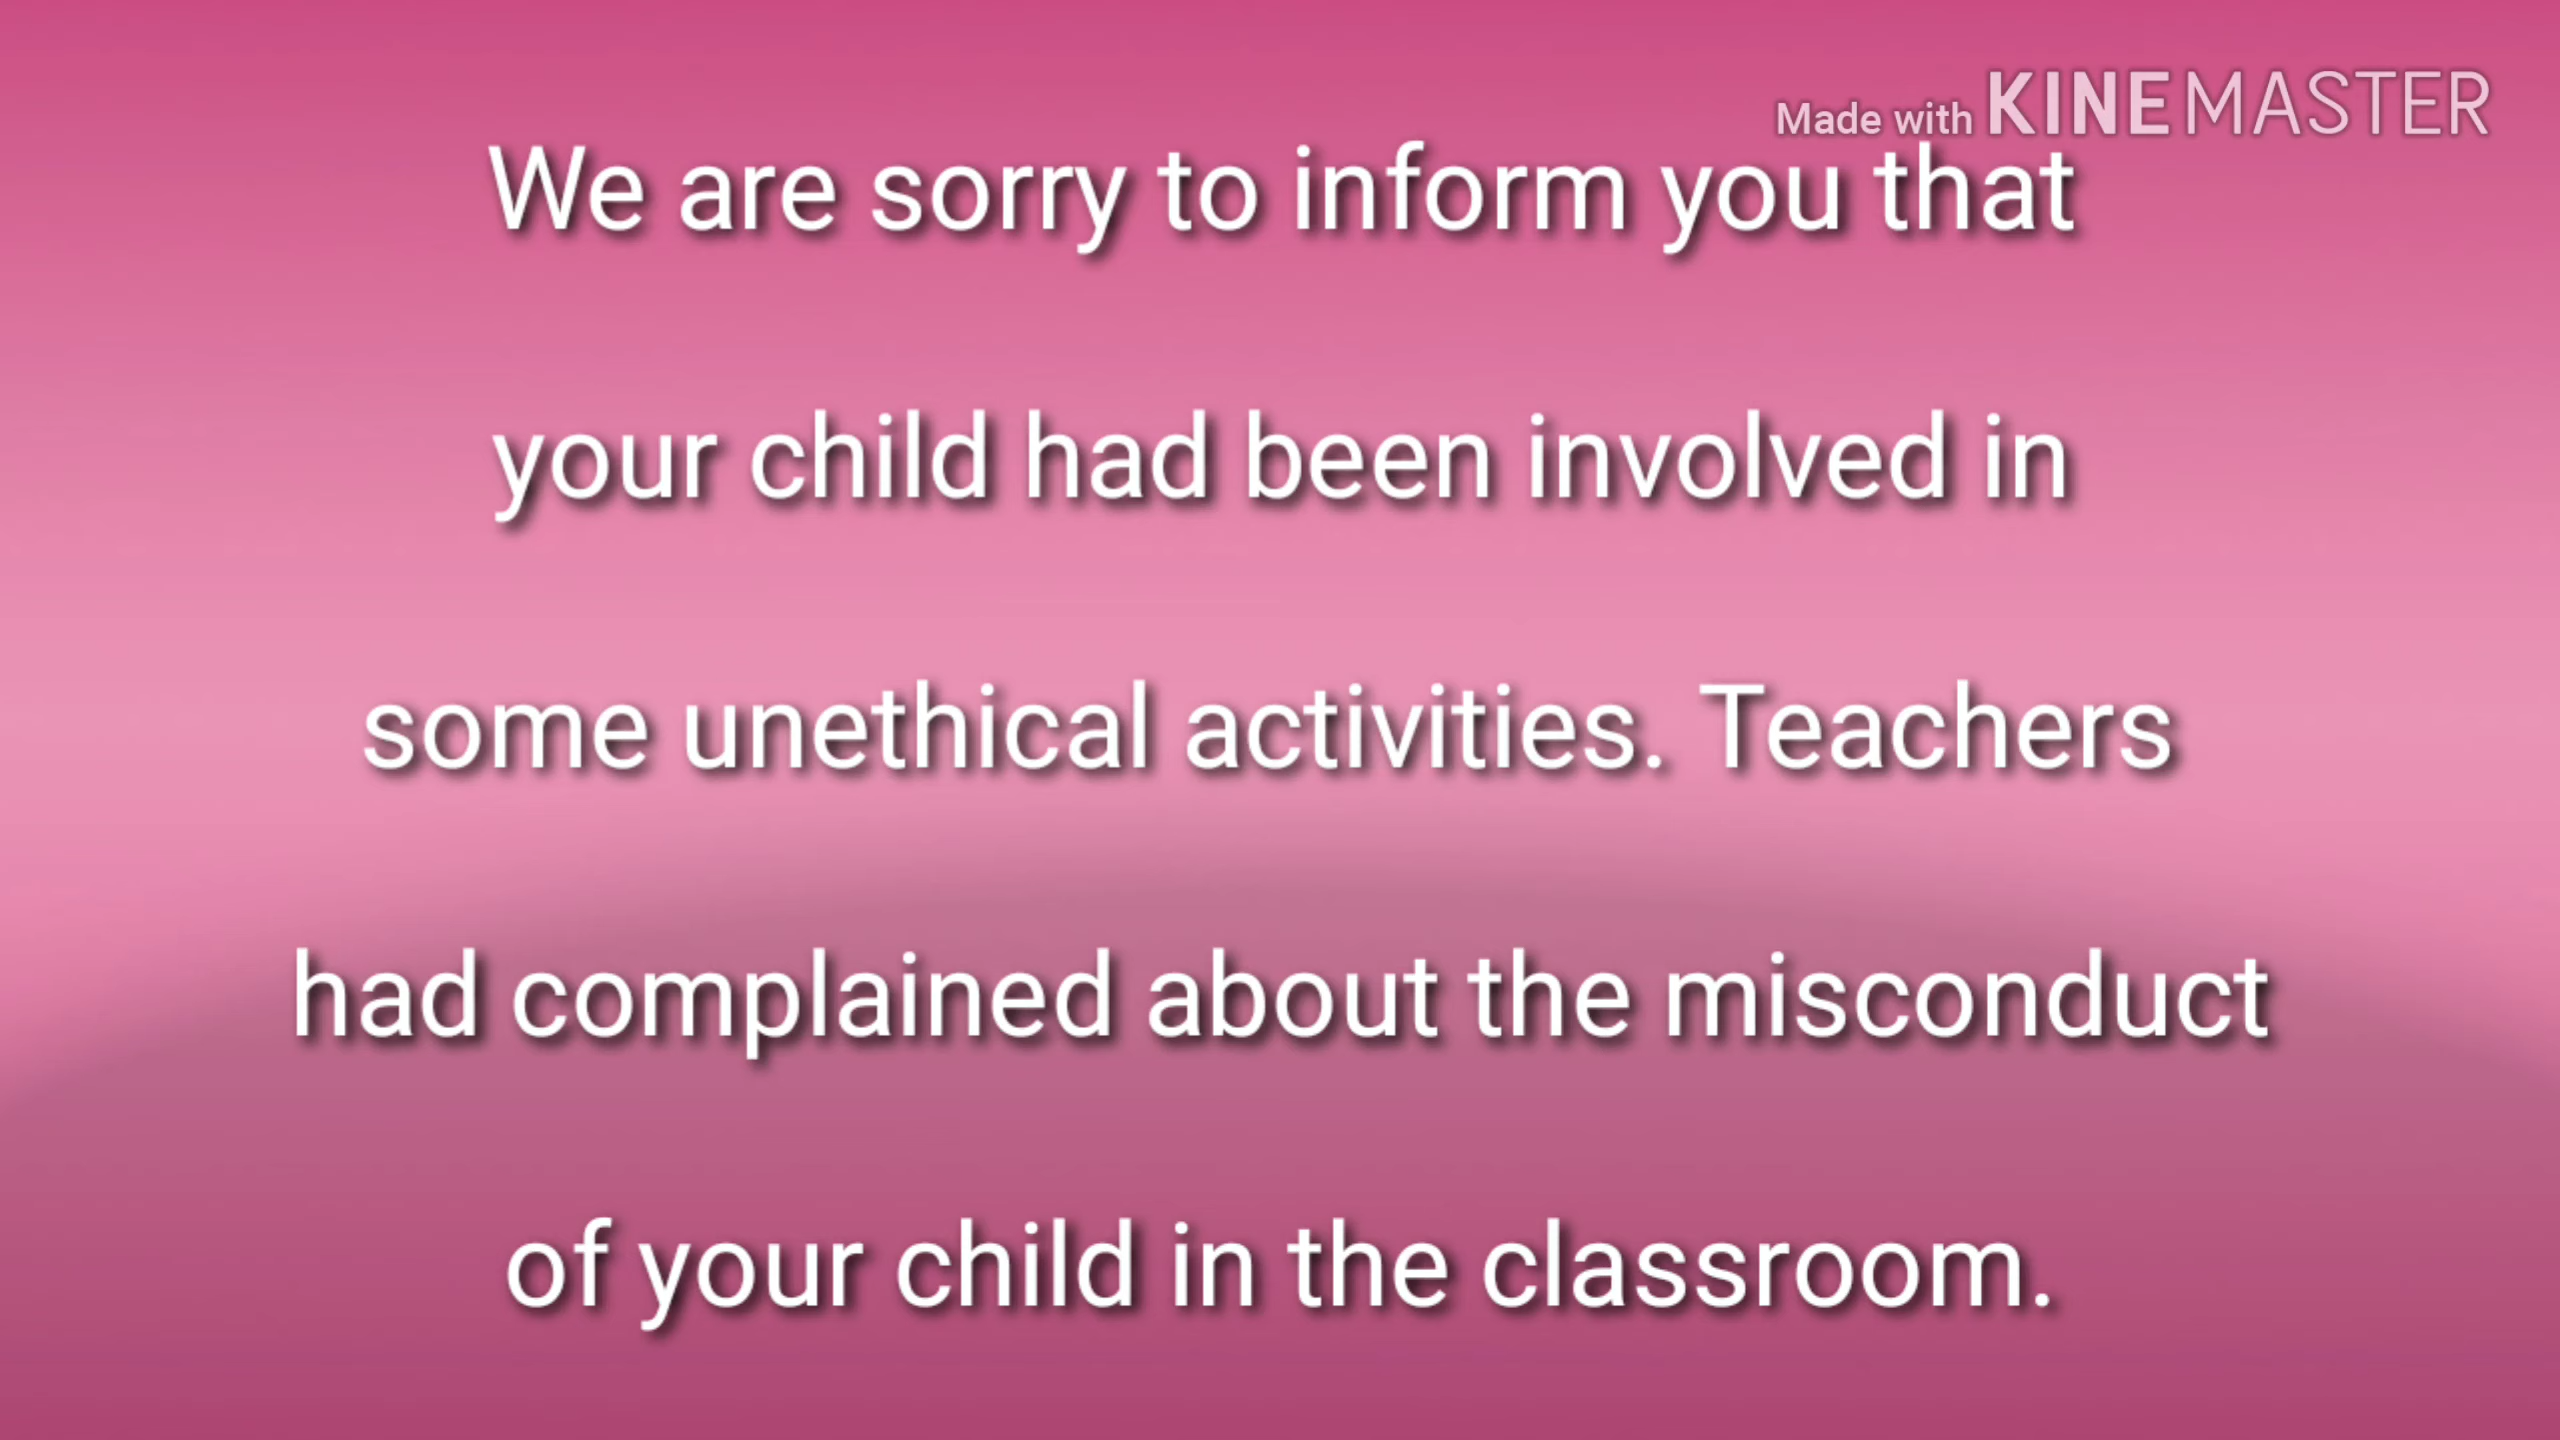 Made with KINEMASTER
We are sorry to inform you that
your child had been involved in
some unethical activities. Teachers
had complained about the misconduct
of your child in the classroom.